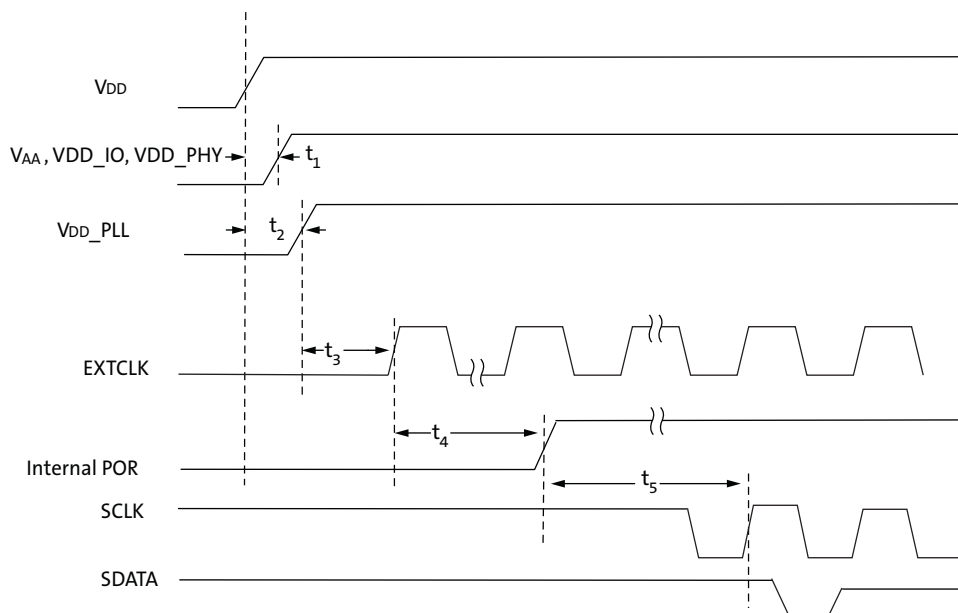 VDD
VAA , VDD_IO, VDD_PHY
t1
VDD_PLL
t2
EXTCLK
t3
Internal POR
t4
SCLK
t5
SDATA